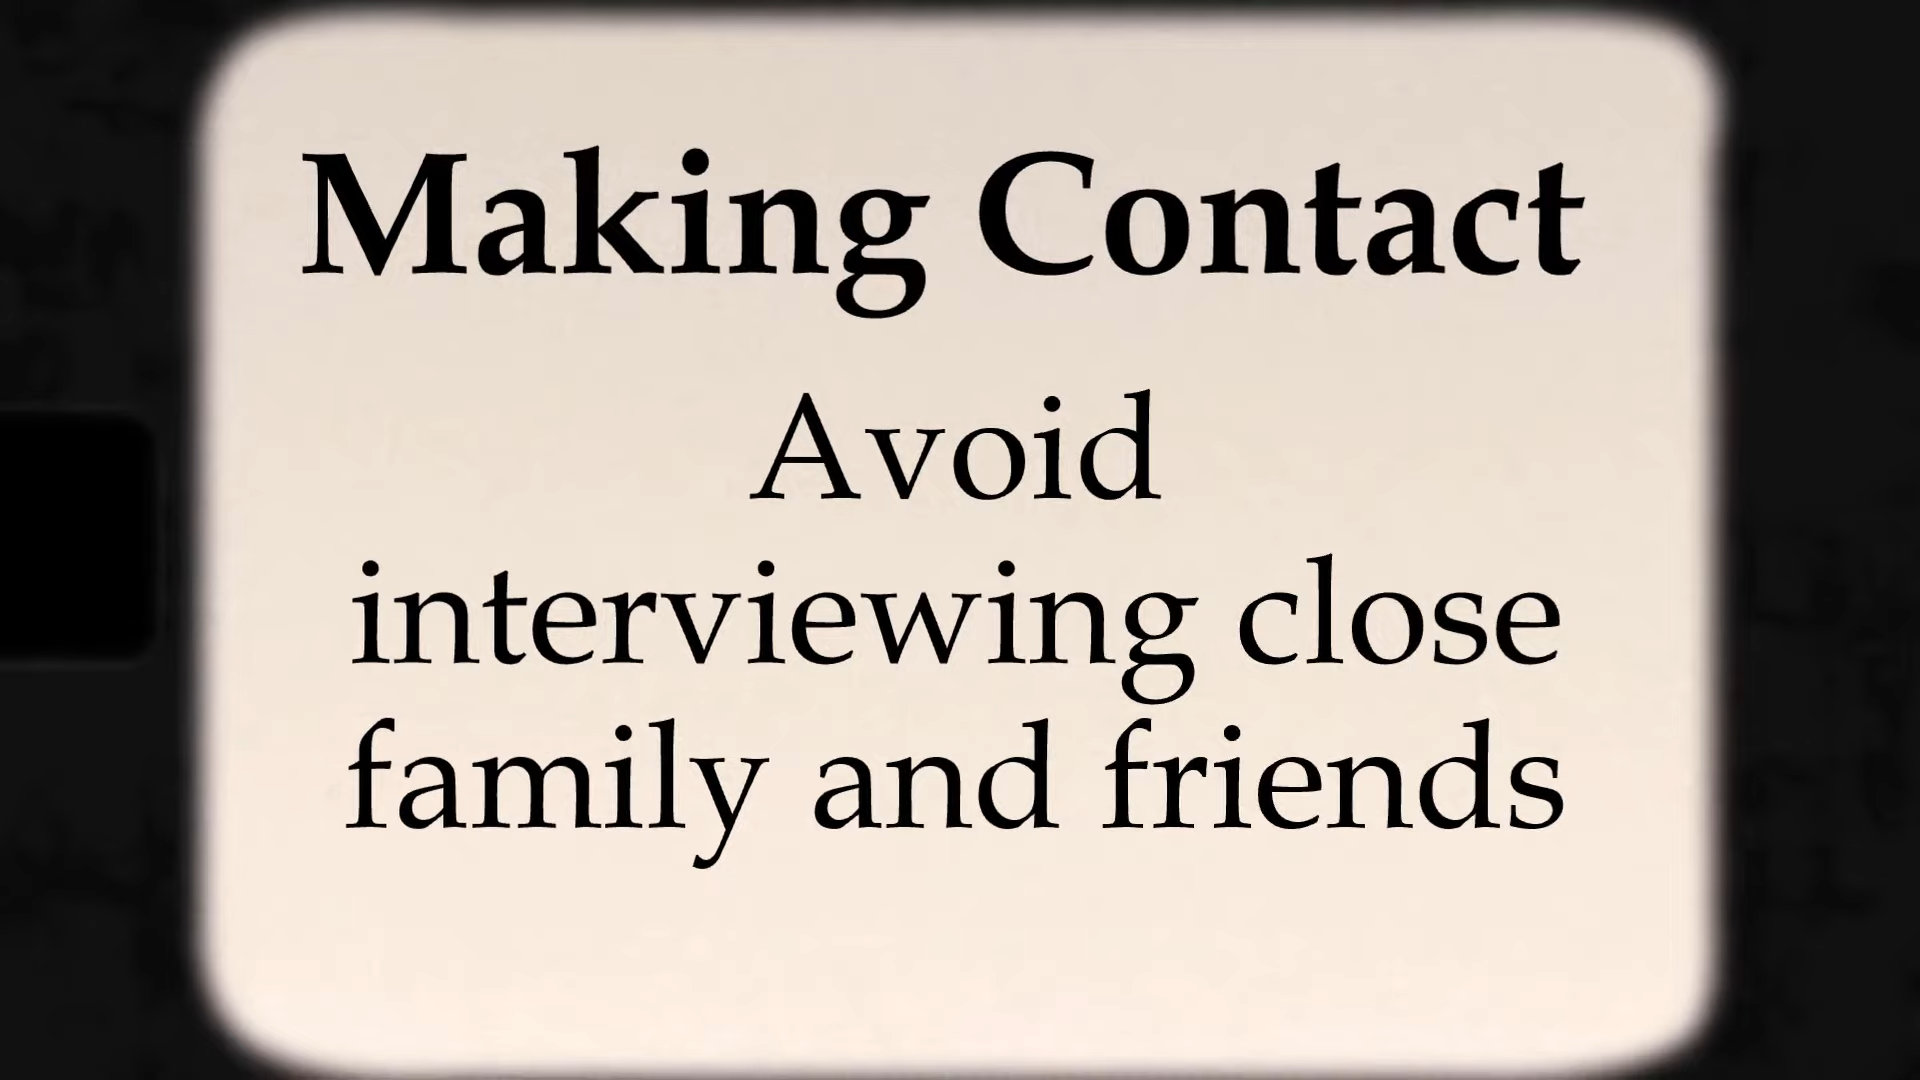 Making Contact
Avoid
interviewing close
family and friends